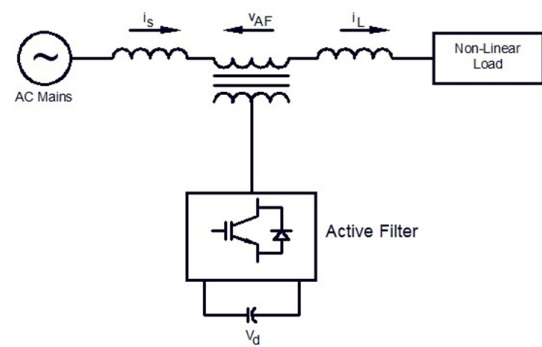 is
vAF
iL
AC Mains
Non-Linear
Load
Active Filter
Vd